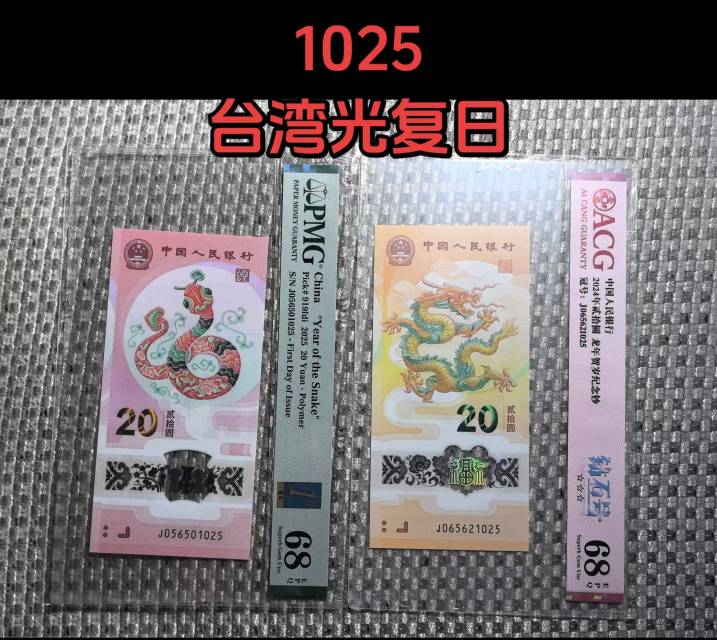 1025
台湾光复日
中国人民银行
20
贰拾圆
J056501025
PMG
PAPER MONEY GUARANTY
China "Year of the Snake"
Pick# 919fdi 2025 20 Yuan - Polymer
S/N J056501025 - First Day of Issue
68 EPQ
Superb Gem Unc
中国人民银行
20
贰拾圆
J065621025
ACG
AI CANG GUARANTY
中国人民银行
2024年贰拾圆 龙年贺岁纪念钞
冠号：J065621025
钻石号
☆☆☆
68 EPQ
Superb Gem Unc